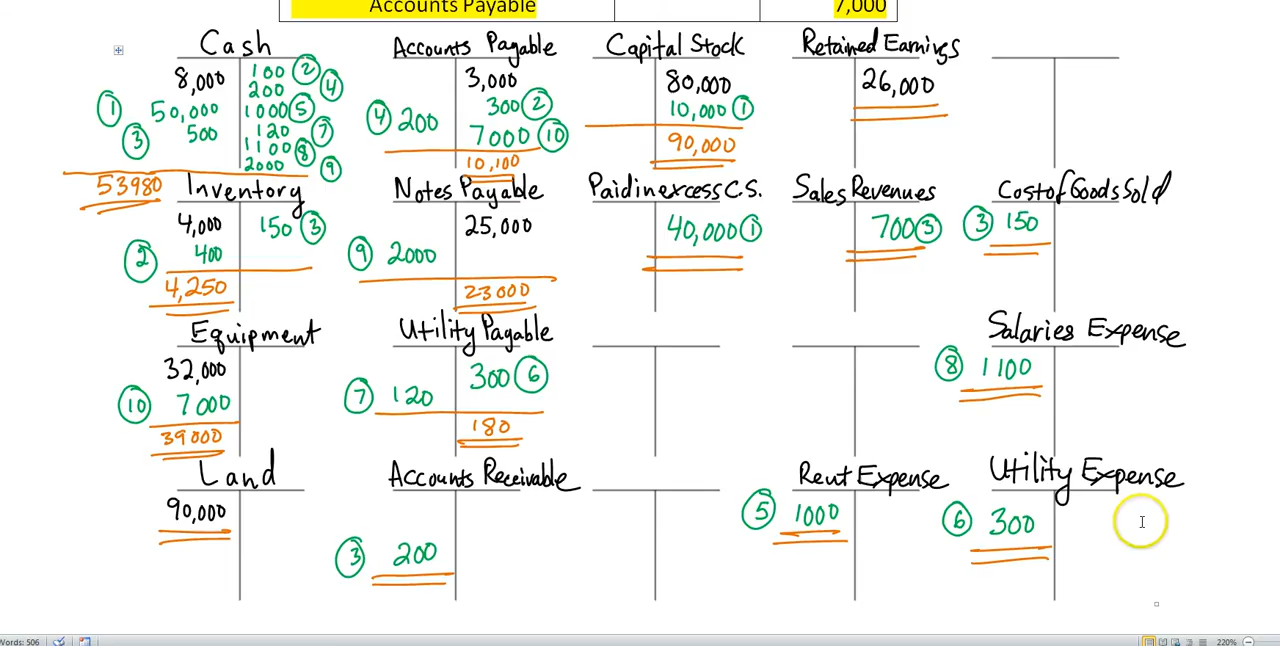 Accounts Payable 7,000
Cash Accounts Payable Capital Stock Retained Earnings
8,000 100 ② 3,000 80,000 26,000
200 ④
① 50,000 1000 ⑤ ④ 200 300 ② 10,000 ①
③ 500 120 ⑦ 7000 ⑩
1100 ⑧ 90,000
2000 ⑨ 10,100
53980
Inventory Notes Payable Paid in excess C.S. Sales Revenues Cost of Goods Sold
4,000 150 ③ 25,000 40,000 ① 700 ③ ③ 150
② 400 ⑨ 2000
4,250 23000
Equipment Utility Payable Salaries Expense
32,000 300 ⑥ ⑧ 1100
⑩ 7000 ⑦ 120
39000 180
Land Accounts Receivable Rent Expense Utility Expense
90,000 ⑤ 1000 ⑥ 300
③ 200
Words: 506 220%